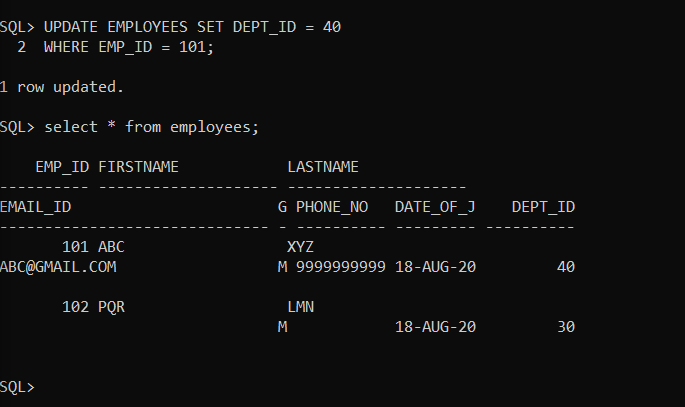 SQL> UPDATE EMPLOYEES SET DEPT_ID = 40
  2  WHERE EMP_ID = 101;
1 row updated.
SQL> select * from employees;
    EMP_ID FIRSTNAME            LASTNAME
---------- -------------------- --------------------
EMAIL_ID                       G PHONE_NO   DATE_OF_J    DEPT_ID
------------------------------ - ---------- --------- ----------
       101 ABC                  XYZ
ABC@GMAIL.COM                  M 9999999999 18-AUG-20         40
       102 PQR                  LMN
                               M            18-AUG-20         30
SQL>